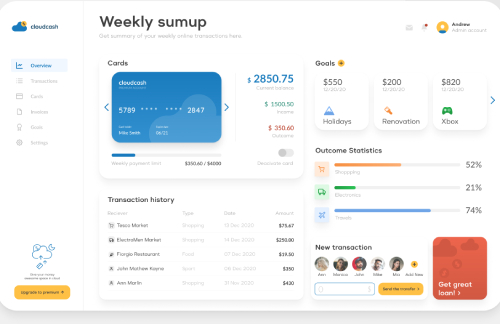 cloudcash
Weekly sumup
Get summary of your weekly online transactions here.
Andrew
Admin account
Overview
Transactions
Cards
Invoices
Goals
Settings
Upgrade to premium
Cards
cloudcash
5789 **** **** 2847
Mike Smith
06/21
Weekly payment limit
$350.60 / $4000
$ 2850.75
Current balance
$ 1500.50
Income
$ 350.60
Outcome
Deactivate card
Goals
$550
12/20/20
Holidays
$200
12/20/20
Renovation
$820
12/20/20
Xbox
Outcome Statistics
Shopping
52%
Electronics
21%
Travels
74%
Transaction history
Receiver Type Date Amount
Tesco Market Shopping 13 Dec 2020 $75.67
ElectroMen Market Shopping 14 Dec 2020 $250.00
Fiorgio Restaurant Food 07 Dec 2020 $19.50
John Mathew Kayne Sport 06 Dec 2020 $350
Ann Marlin Shopping 31 Nov 2020 $430
New transaction
Ann
Monica
John
Mike
Mia
Add New
Send the transfer
Get great
loan!